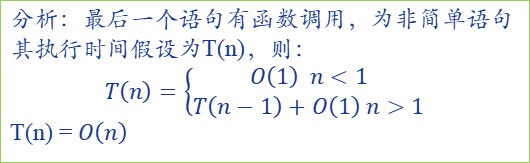 分析：最后一个语句有函数调用，为非简单语句
其执行时间假设为T(n)，则：
T(n) = { O(1) n < 1
T(n − 1) + O(1) n > 1
T(n) = O(n)